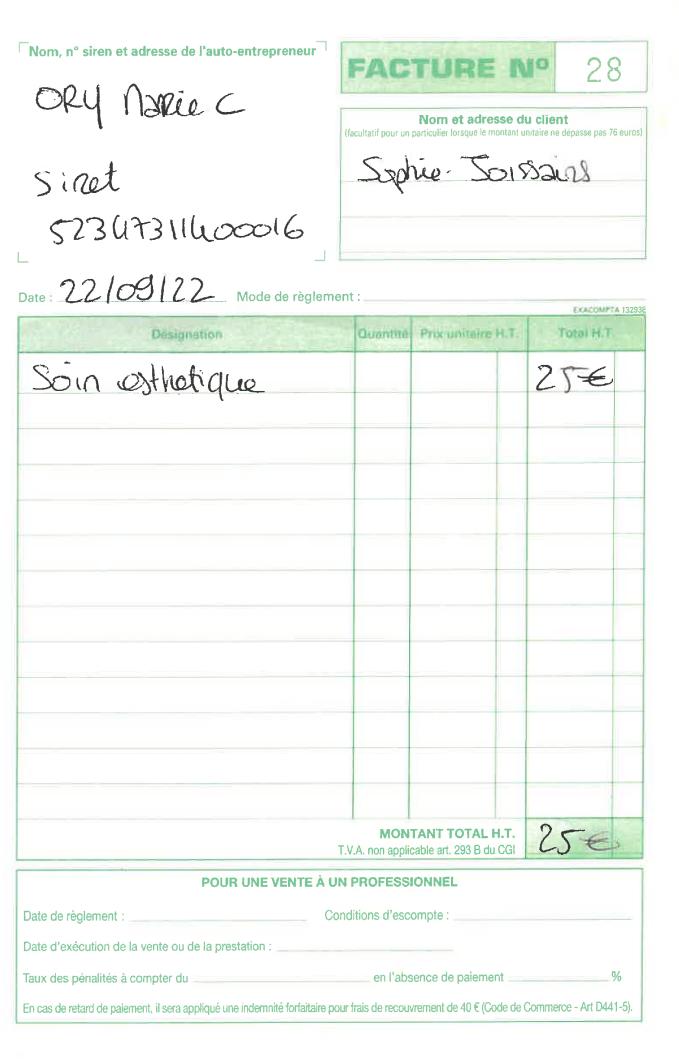 Nom, n° siren et adresse de l'auto-entrepreneur
ORY Marie C
Siret
52347311400016
FACTURE N° 28
Nom et adresse du client
(facultatif pour un particulier lorsque le montant unitaire ne dépasse pas 76 euros)
Sophie Joissains
Date : 22/09/22 Mode de règlement :
EXACOMPTA 13293E
Désignation Quantité Prix unitaire H.T. Total H.T.
Soin esthetique 25€
MONTANT TOTAL H.T. 25€
T.V.A. non applicable art. 293 B du CGI
POUR UNE VENTE À UN PROFESSIONNEL
Date de règlement : Conditions d'escompte :
Date d'exécution de la vente ou de la prestation :
Taux des pénalités à compter du en l'absence de paiement %
En cas de retard de paiement, il sera appliqué une indemnité forfaitaire pour frais de recouvrement de 40 € (Code de Commerce - Art D441-5).